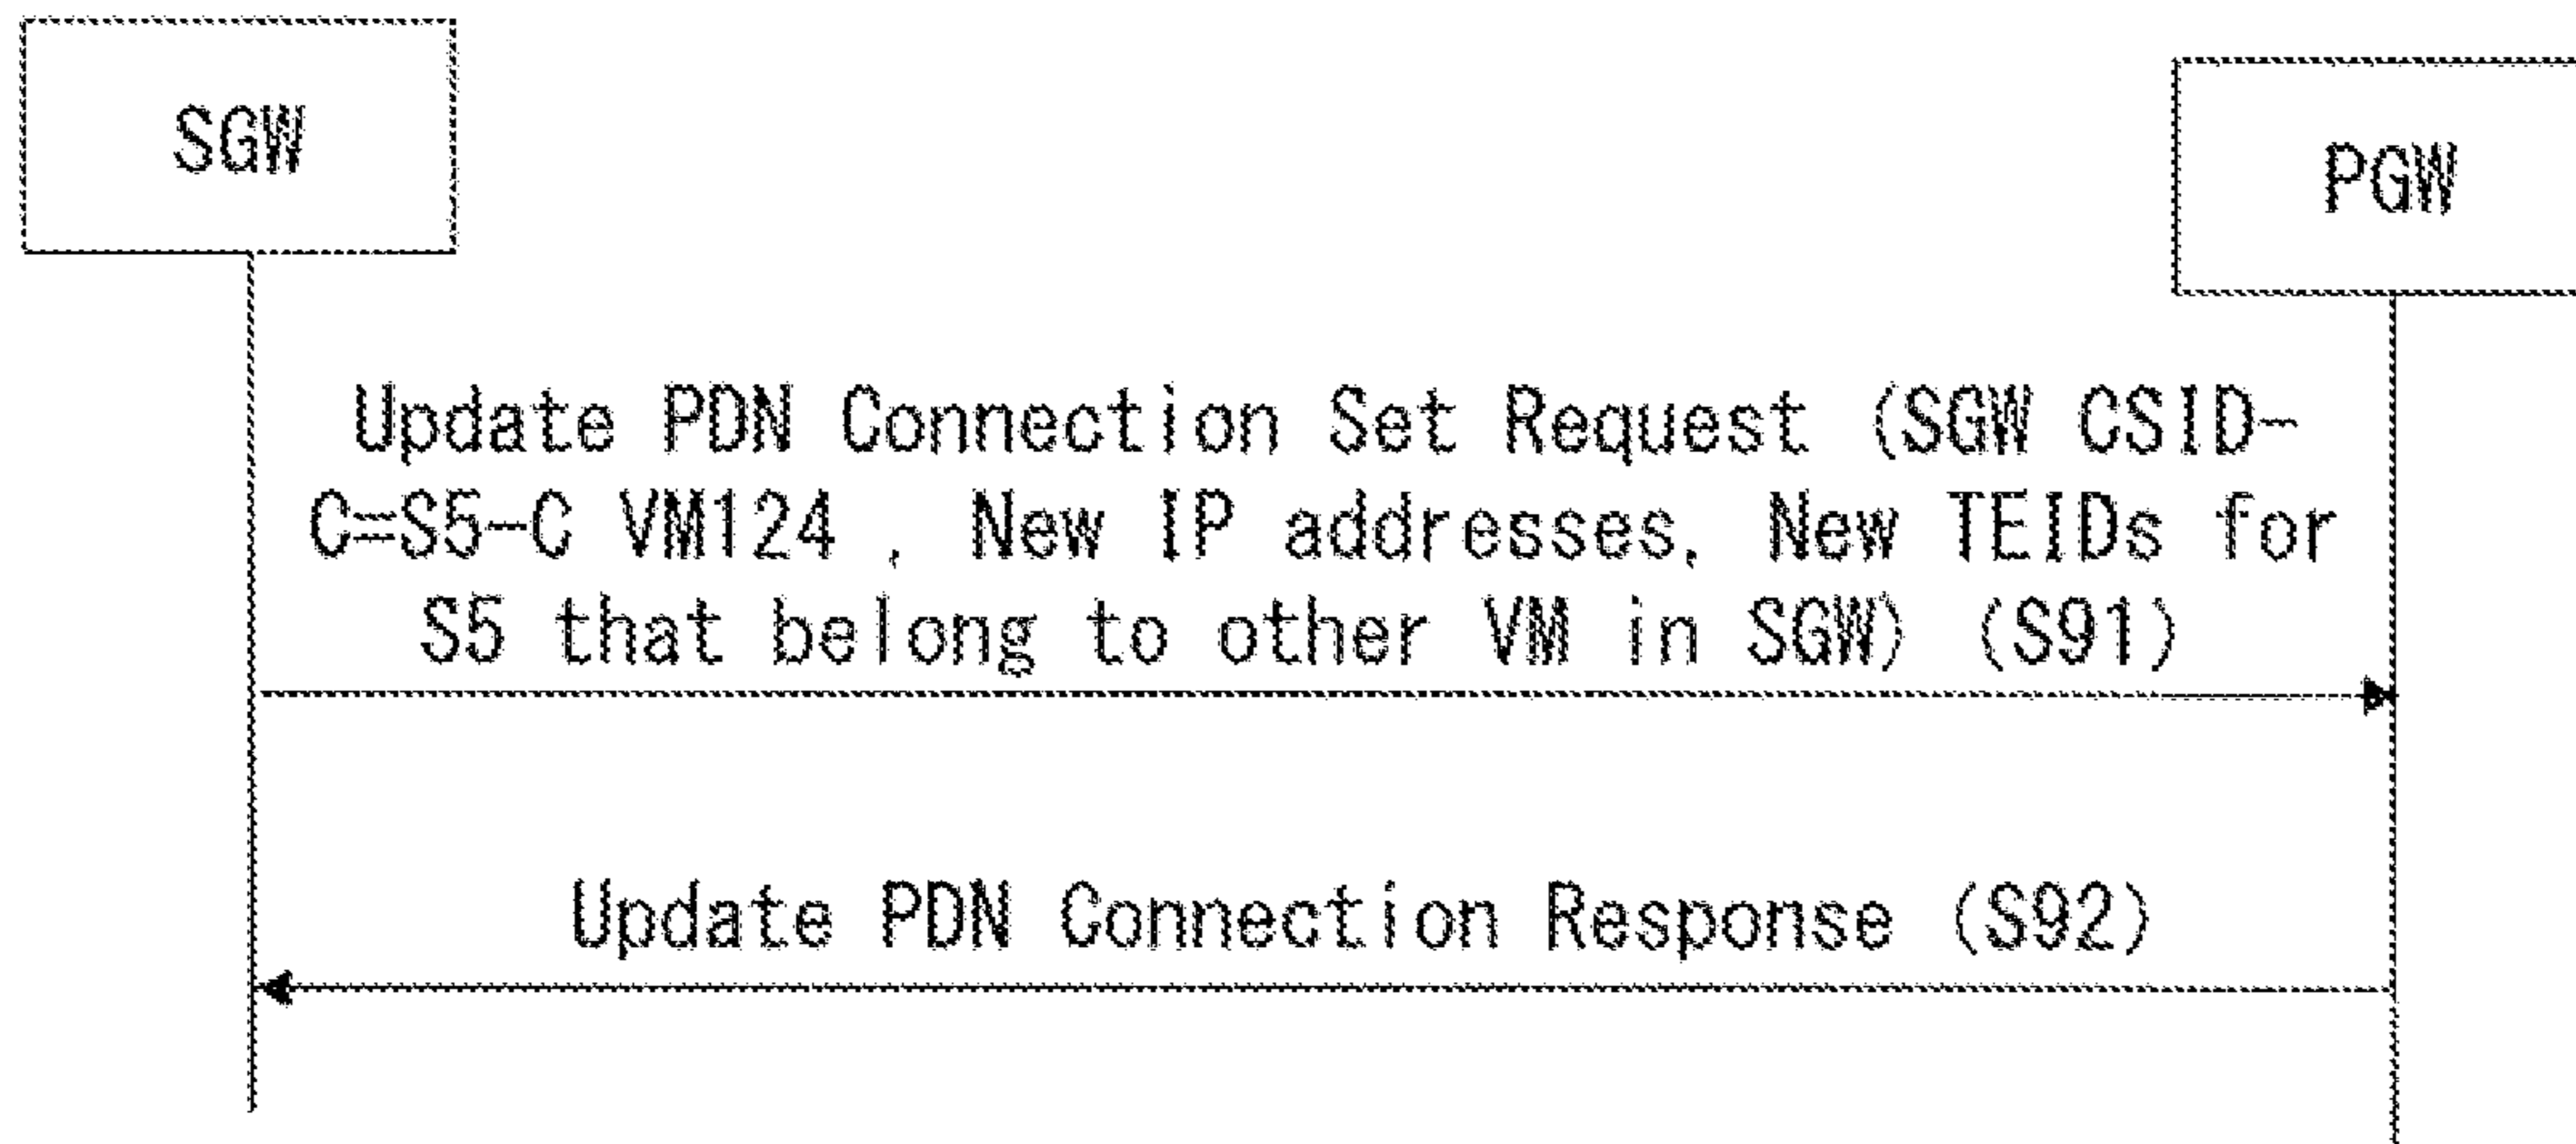 SGW
PGW
Update PDN Connection Set Request (SGW CSID-
C=S5-C VM124 , New IP addresses, New TEIDs for
S5 that belong to other VM in SGW) (S91)
Update PDN Connection Response (S92)